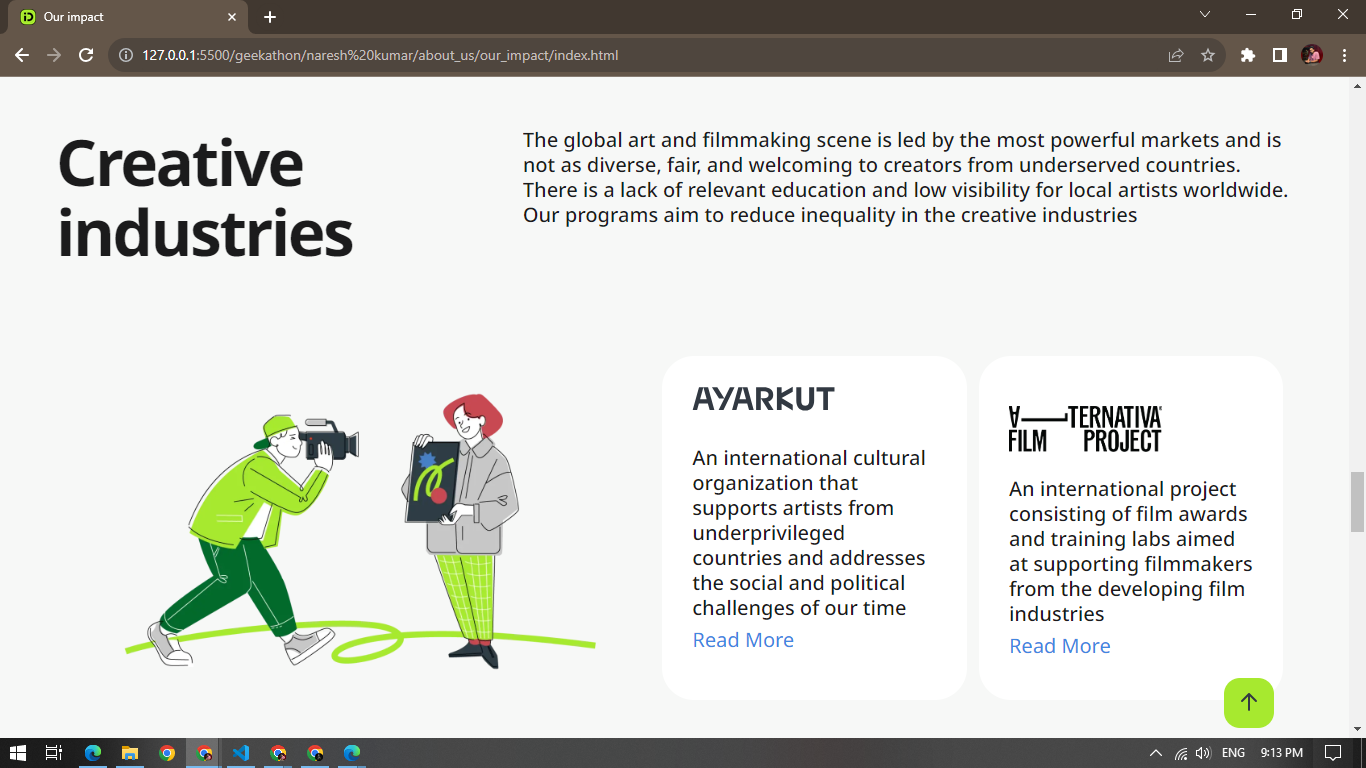 Our impact
127.0.0.1:5500/geekathon/naresh%20kumar/about_us/our_impact/index.html
Creative
industries
The global art and filmmaking scene is led by the most powerful markets and is
not as diverse, fair, and welcoming to creators from underserved countries.
There is a lack of relevant education and low visibility for local artists worldwide.
Our programs aim to reduce inequality in the creative industries
AYARKUT
An international cultural
organization that
supports artists from
underprivileged
countries and addresses
the social and political
challenges of our time
Read More
A TERNATIVA
FILM PROJECT
An international project
consisting of film awards
and training labs aimed
at supporting filmmakers
from the developing film
industries
Read More
ENG
9:13 PM